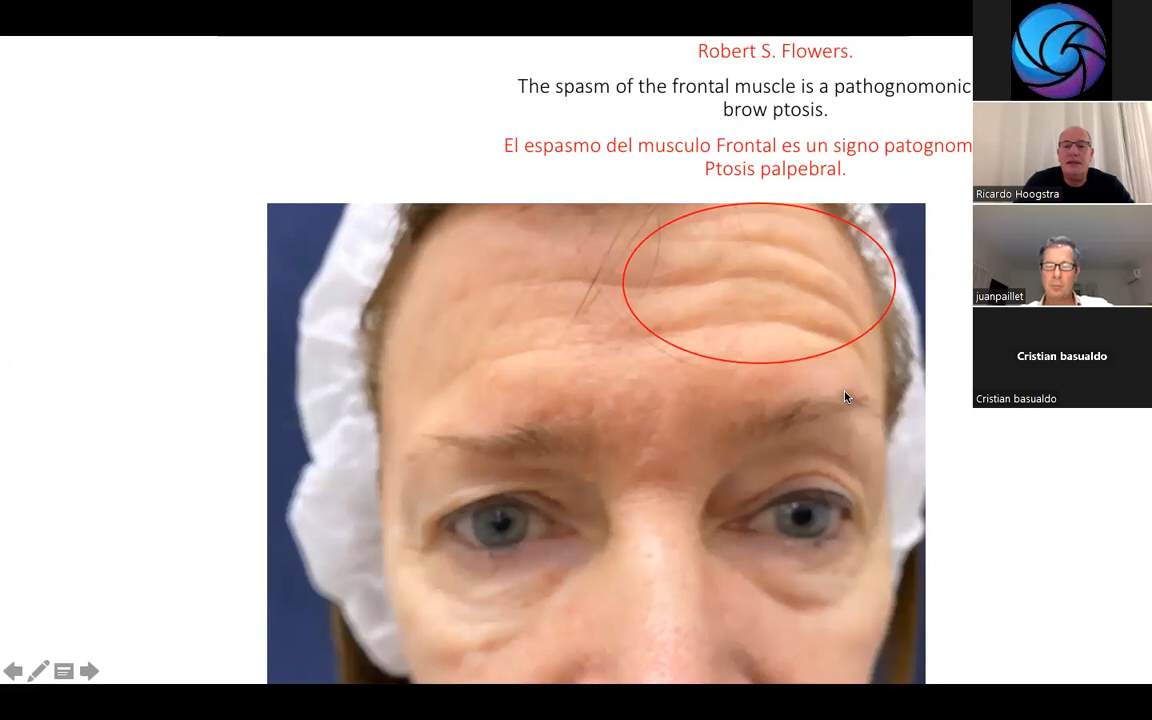 Robert S. Flowers.
The spasm of the frontal muscle is a pathognomonic
brow ptosis.
El espasmo del musculo Frontal es un signo patognom
Ptosis palpebral.
Ricardo Hoogstra
juanpaillet
Cristian basualdo
Cristian basualdo